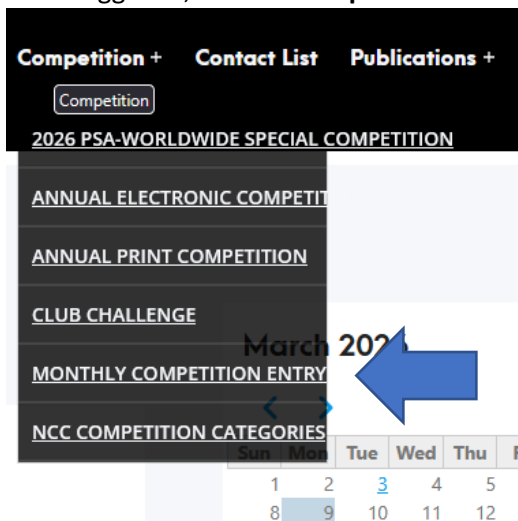 Competition + Contact List Publications +
Competition
2026 PSA-WORLDWIDE SPECIAL COMPETITION
ANNUAL ELECTRONIC COMPETIT
ANNUAL PRINT COMPETITION
CLUB CHALLENGE
March 202
MONTHLY COMPETITION ENTRY
NCC COMPETITION CATEGORIES
Sun Mon Tue Wed Thu F
1 2 3 4 5
8 9 10 11 12